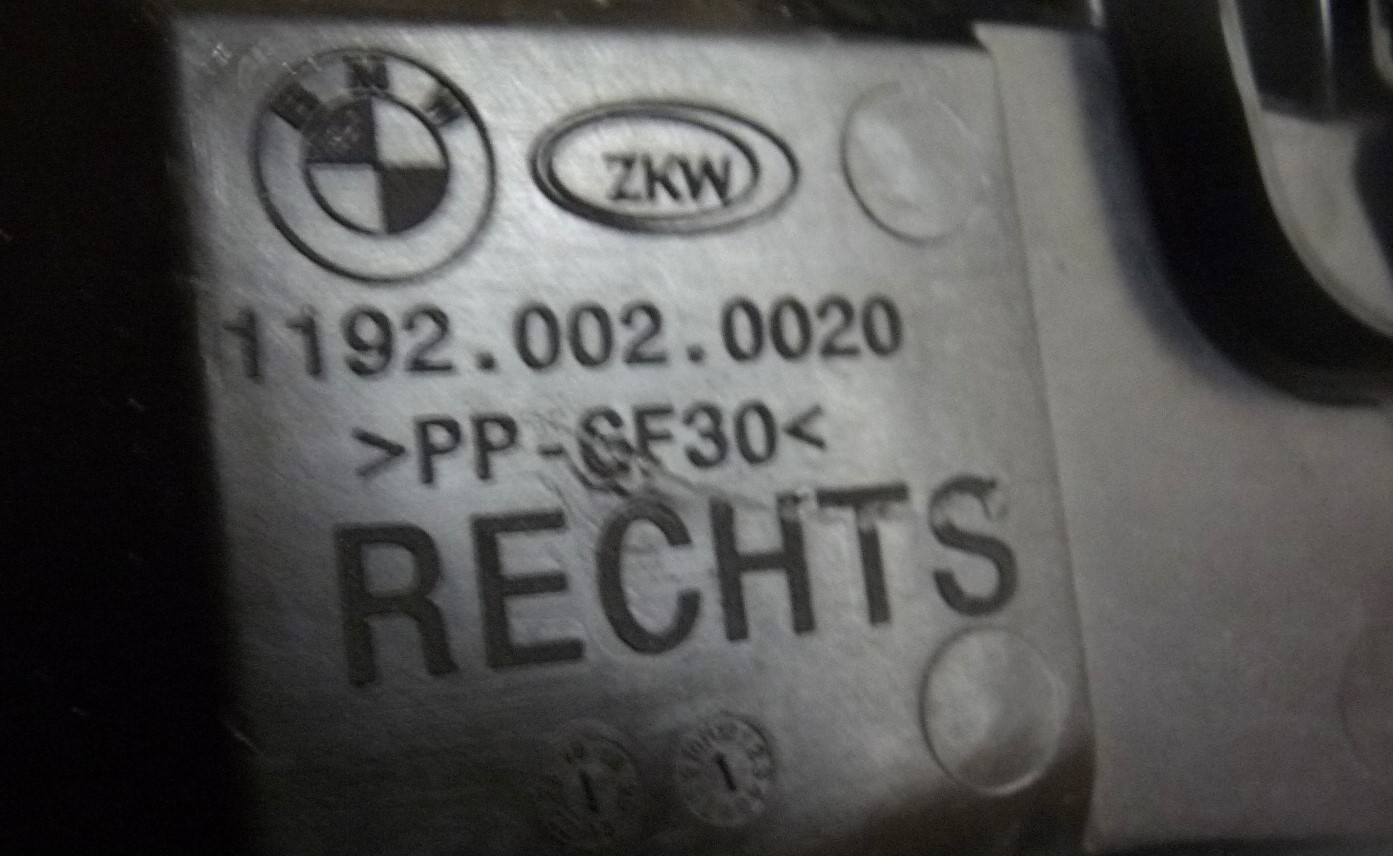 BMW
ZKW
1192.002.0020
>PP-GF30<
RECHTS